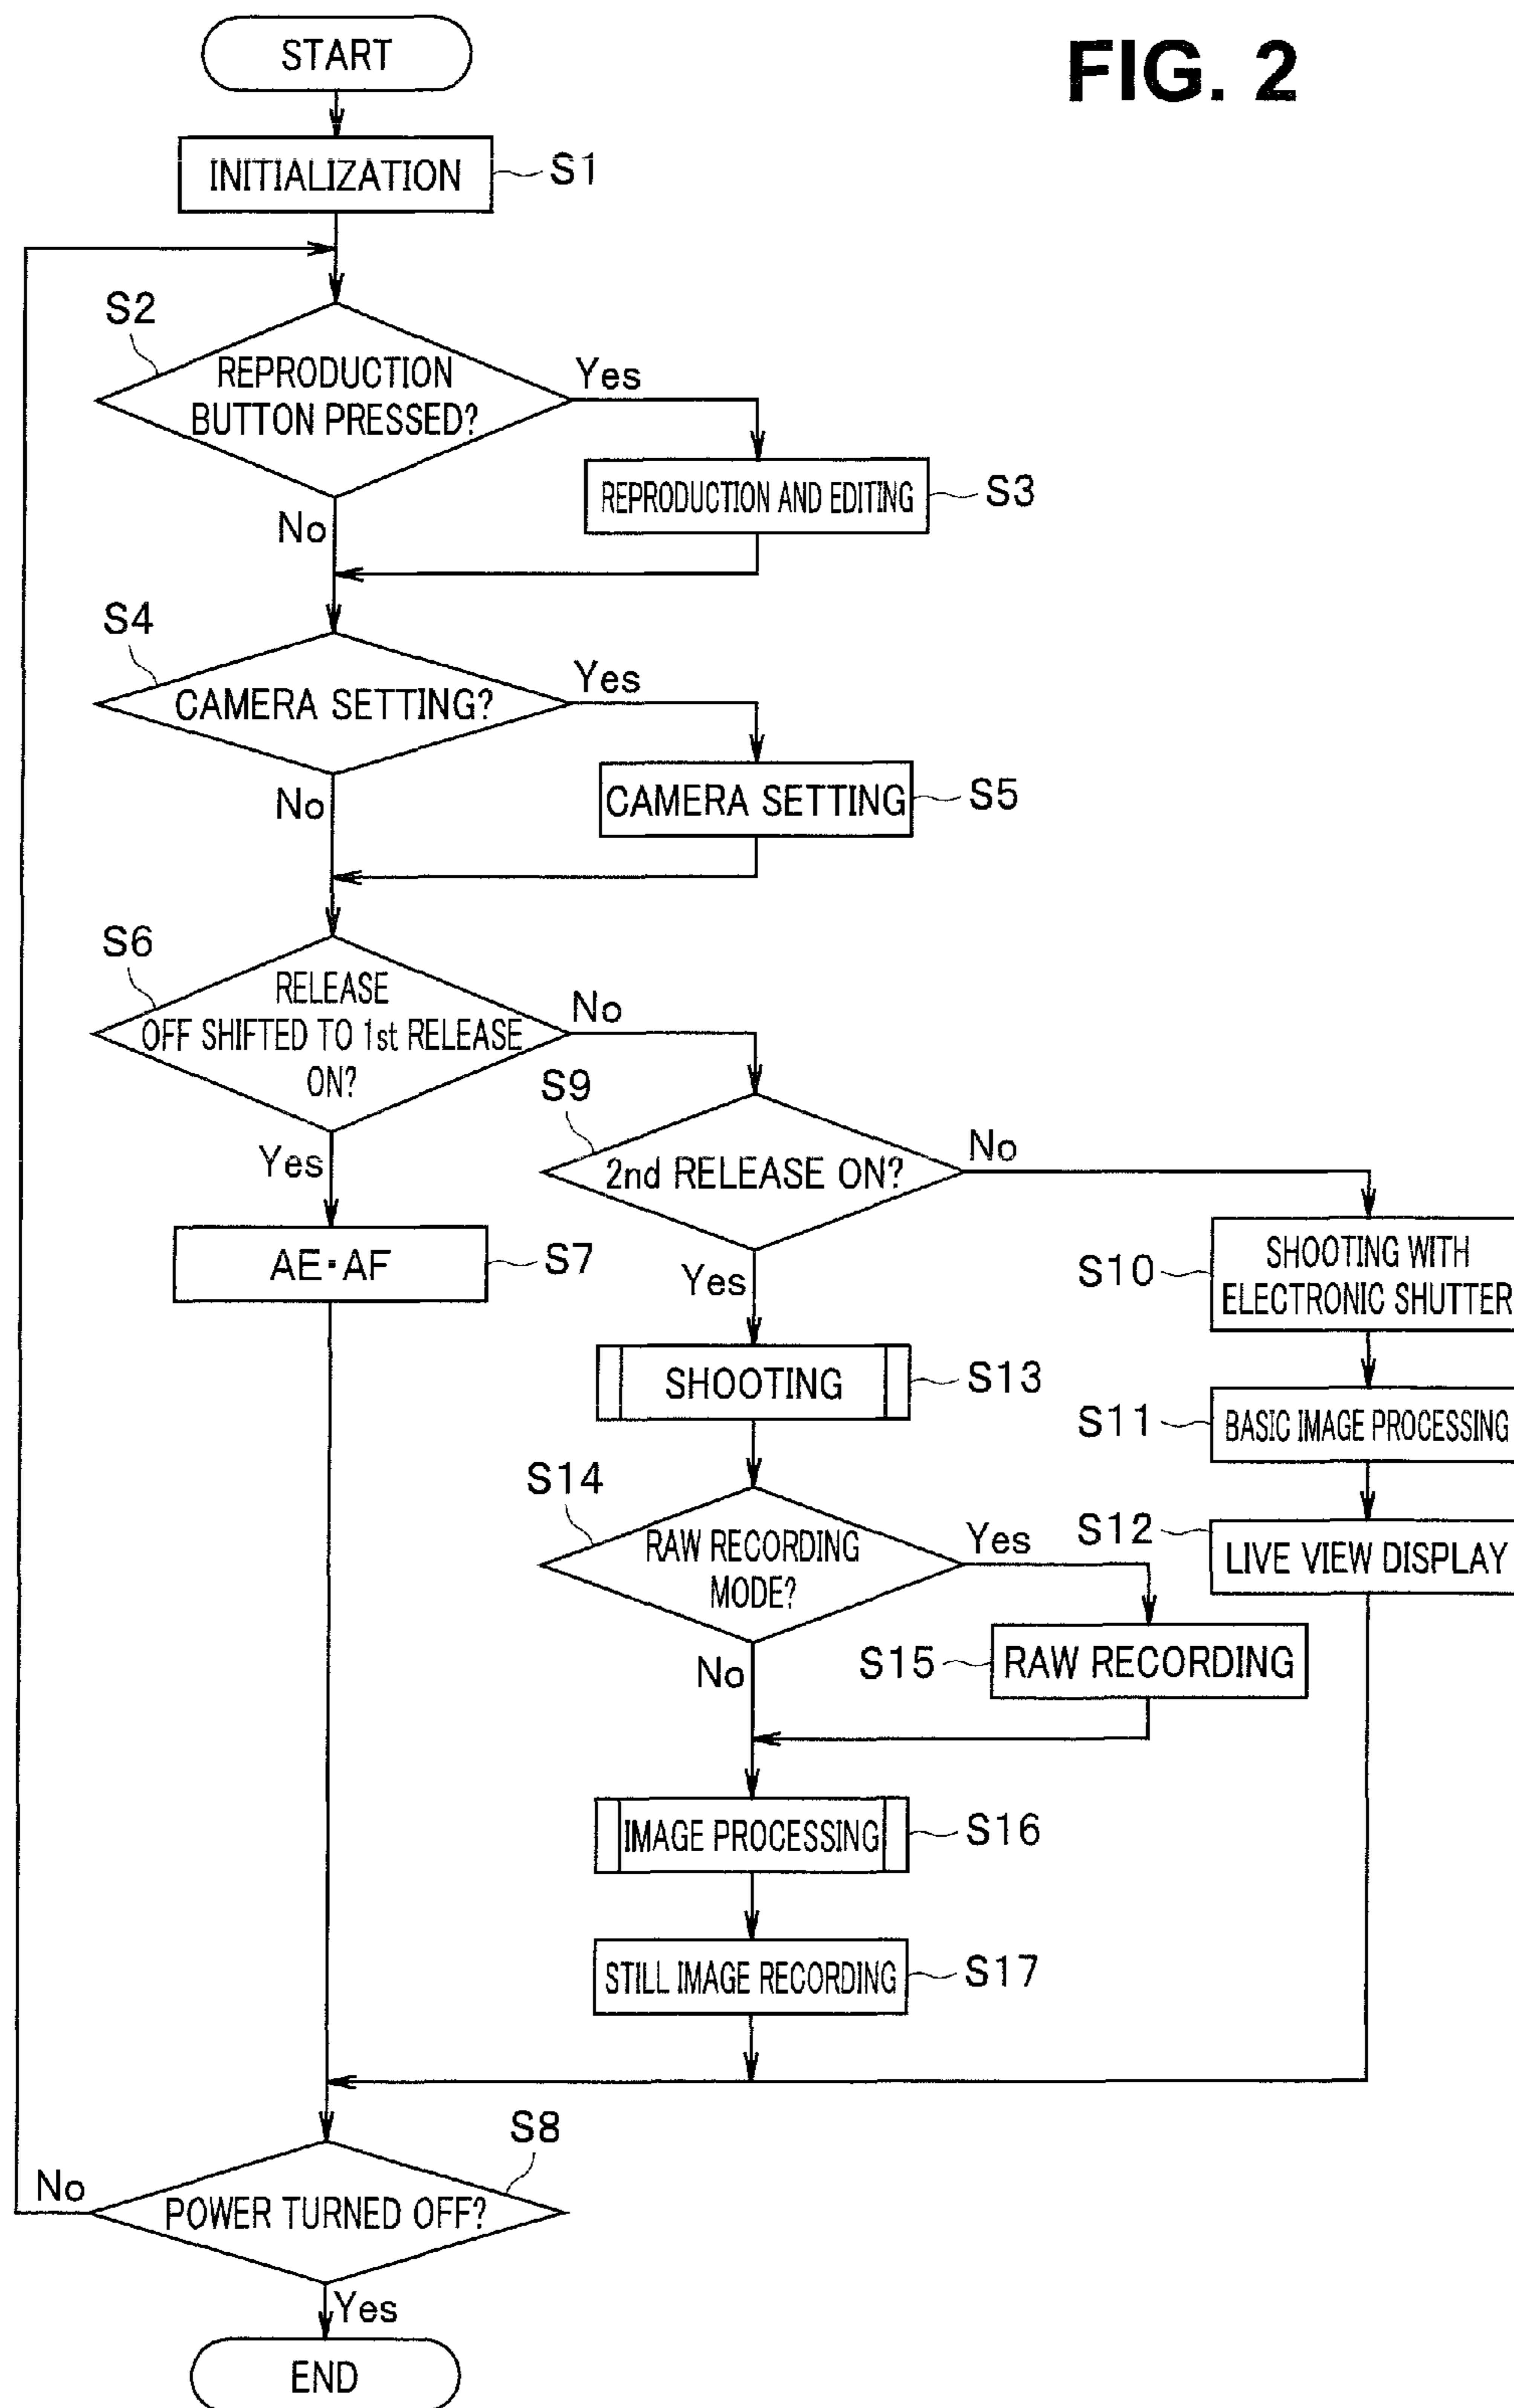 FIG. 2
START
INITIALIZATION
S1
S2
REPRODUCTION
BUTTON PRESSED?
Yes
No
REPRODUCTION AND EDITING
S3
S4
CAMERA SETTING?
Yes
No
CAMERA SETTING
S5
S6
RELEASE
OFF SHIFTED TO 1st RELEASE
ON?
No
Yes
AE・AF
S7
S9
2nd RELEASE ON?
No
Yes
S10
SHOOTING WITH
ELECTRONIC SHUTTER
S11
BASIC IMAGE PROCESSING
S12
LIVE VIEW DISPLAY
SHOOTING
S13
S14
RAW RECORDING
MODE?
Yes
No
S15
RAW RECORDING
IMAGE PROCESSING
S16
STILL IMAGE RECORDING
S17
S8
POWER TURNED OFF?
No
Yes
END